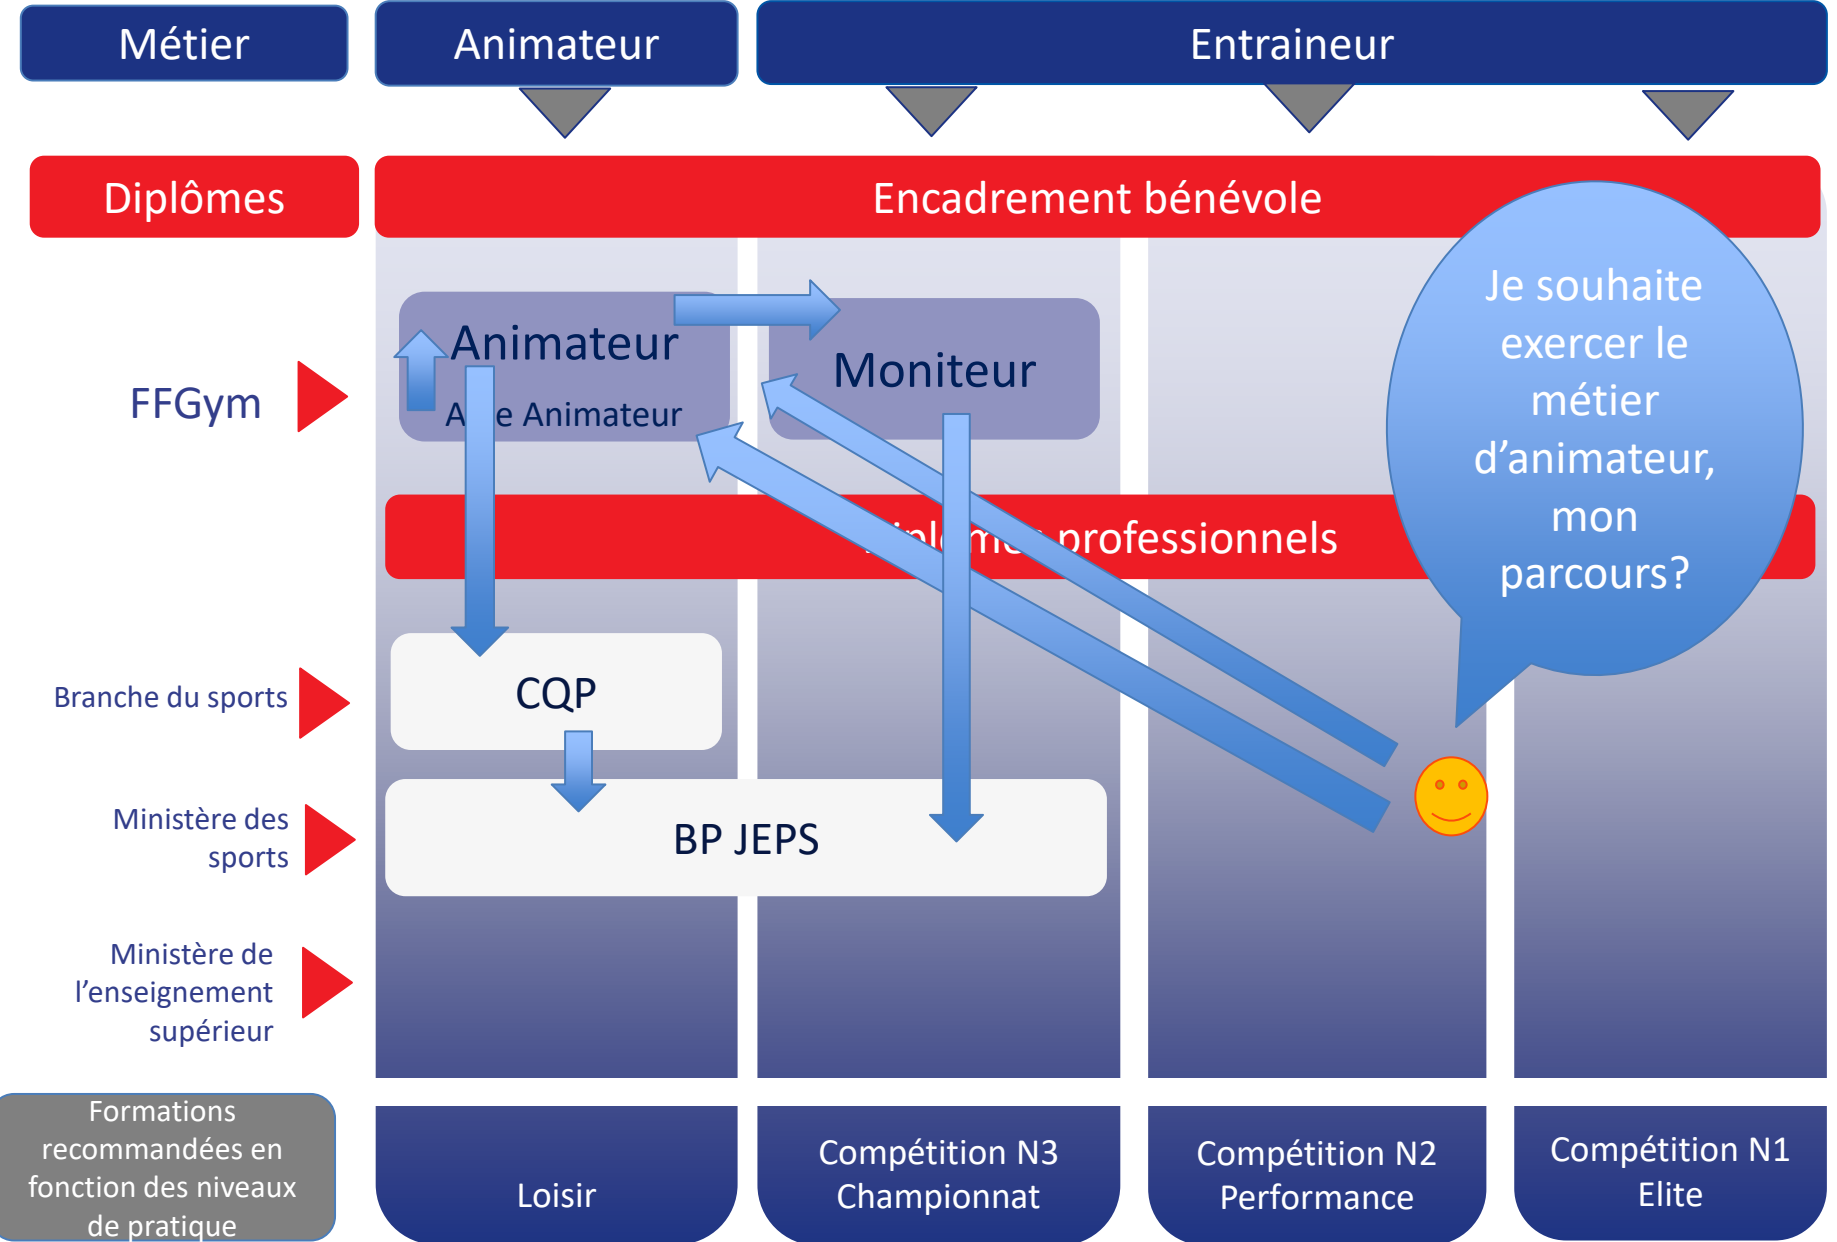 Métier
Animateur
Entraineur
Diplômes
Encadrement bénévole
Je souhaite
exercer le
métier
d’animateur,
mon
parcours?
FFGym
Animateur
Animateur
Moniteur
professionnels
Branche du sports
CQP
Ministère des
sports
BP JEPS
Ministère de
l’enseignement
supérieur
Formations
recommandées en
fonction des niveaux
de pratique
Loisir
Compétition N3
Championnat
Compétition N2
Performance
Compétition N1
Elite